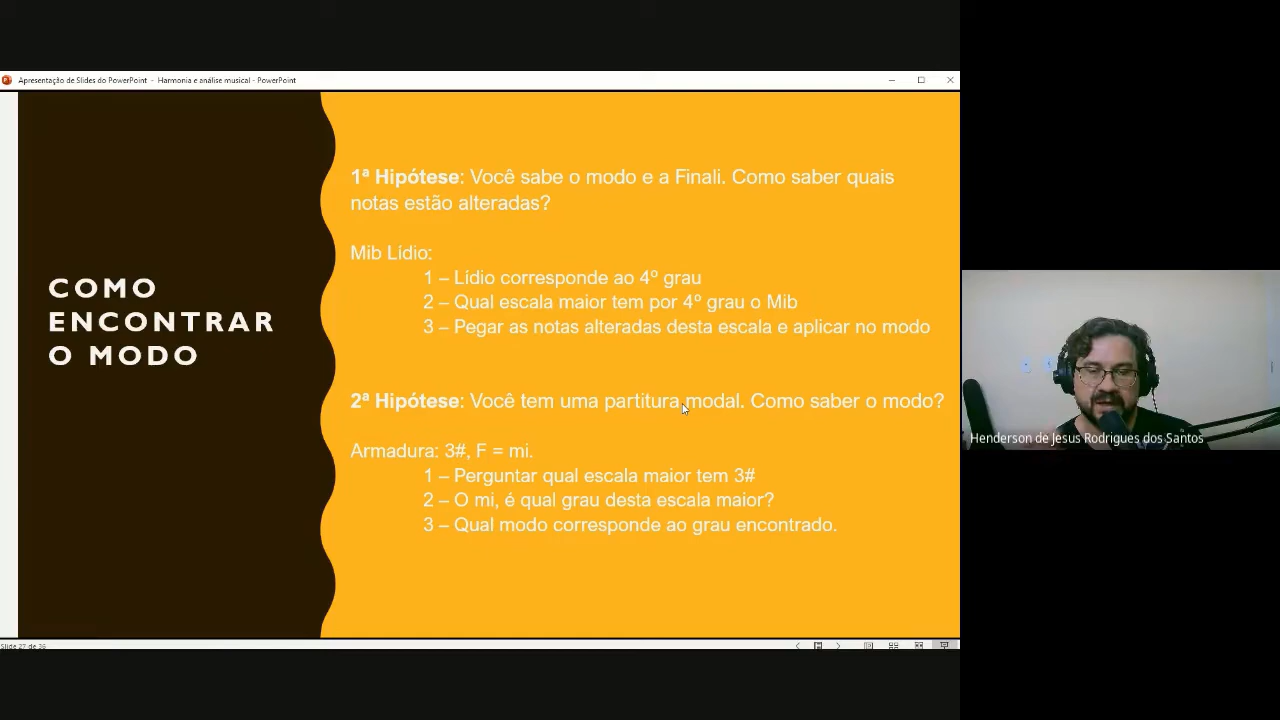 Apresentação de Slides do PowerPoint - Harmonia e análise musical - PowerPoint
COMO
ENCONTRAR
O MODO
1ª Hipótese: Você sabe o modo e a Finali. Como saber quais
notas estão alteradas?
Mib Lídio:
1 – Lídio corresponde ao 4º grau
2 – Qual escala maior tem por 4º grau o Mib
3 – Pegar as notas alteradas desta escala e aplicar no modo
2ª Hipótese: Você tem uma partitura modal. Como saber o modo?
Armadura: 3#, F = mi.
1 – Perguntar qual escala maior tem 3#
2 – O mi, é qual grau desta escala maior?
3 – Qual modo corresponde ao grau encontrado.
Henderson de Jesus Rodrigues dos Santos
Slide 27 de 36